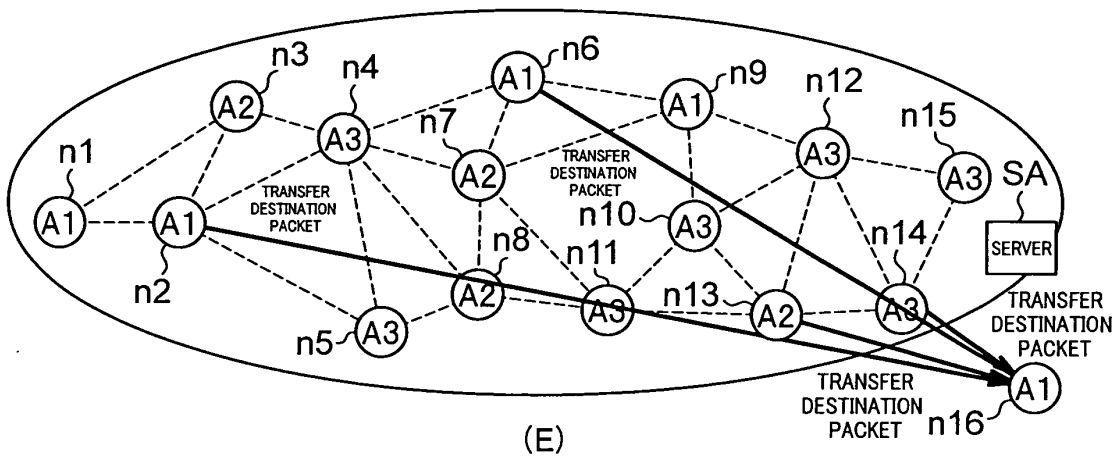 n3
n4
n6
n9
n12
n15
n1
A2
A3
A1
n7
A1
A3
A3
SA
A1
A1
TRANSFER
DESTINATION
PACKET
A2
TRANSFER
DESTINATION
PACKET
n10
A3
n14
SERVER
n2
n8
n11
n5
A3
A2
A3
n13
A2
A3
TRANSFER
DESTINATION
PACKET
TRANSFER
DESTINATION
PACKET
n16
A1
(E)